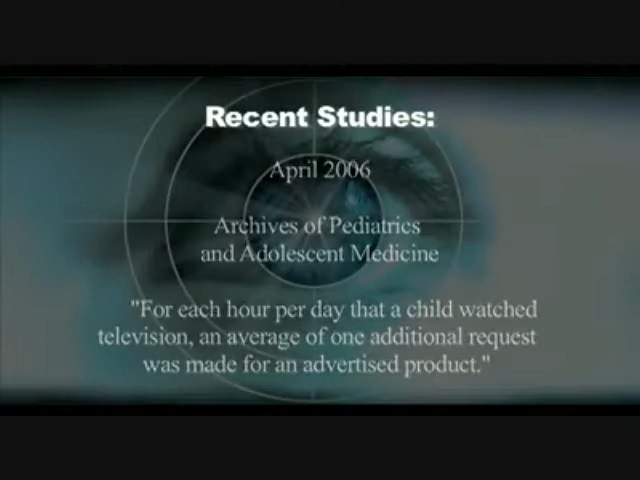 Recent Studies:
April 2006
Archives of Pediatrics
and Adolescent Medicine
"For each hour per day that a child watched
television, an average of one additional request
was made for an advertised product."